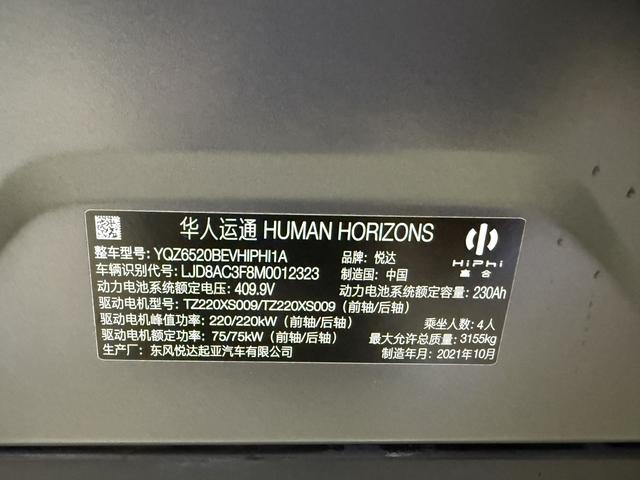 华人运通 HUMAN HORIZONS
HiPhi
高合
整车型号: YQZ6520BEVHIPHI1A 品牌: 悦达
车辆识别代号: LJD8AC3F8M0012323 制造国: 中国
动力电池系统额定电压: 409.9V 动力电池系统额定容量: 230Ah
驱动电机型号: TZ220XS009/TZ220XS009 (前轴/后轴)
驱动电机峰值功率: 220/220kW (前轴/后轴) 乘坐人数: 4人
驱动电机额定功率: 75/75kW (前轴/后轴) 最大允许总质量: 3155kg
生产厂: 东风悦达起亚汽车有限公司 制造年月: 2021年10月